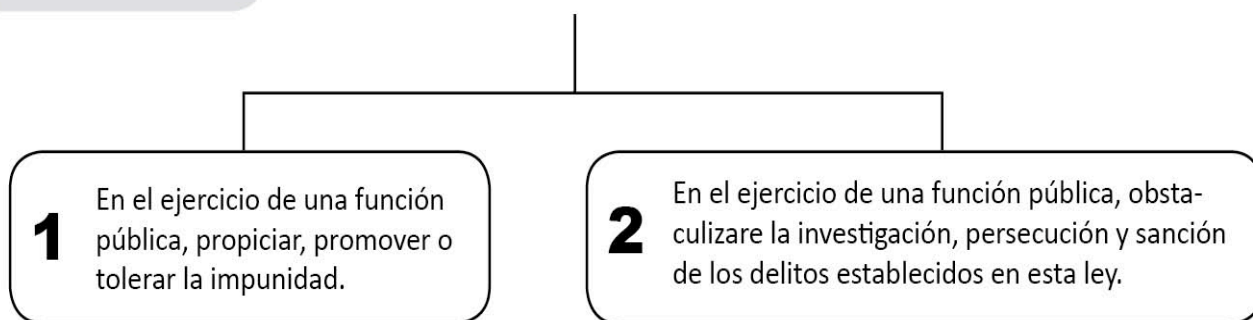 1
En el ejercicio de una función
pública, propiciar, promover o
tolerar la impunidad.
2
En el ejercicio de una función pública, obsta-
culizare la investigación, persecución y sanción
de los delitos establecidos en esta ley.